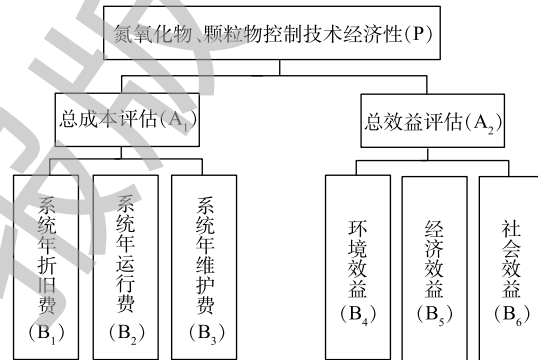 氮氧化物、颗粒物控制技术经济性(P)
总成本评估(A₁)
总效益评估(A₂)
系统年折旧费(B₁)
系统年运行费(B₂)
系统年维护费(B₃)
环境效益(B₄)
经济效益(B₅)
社会效益(B₆)